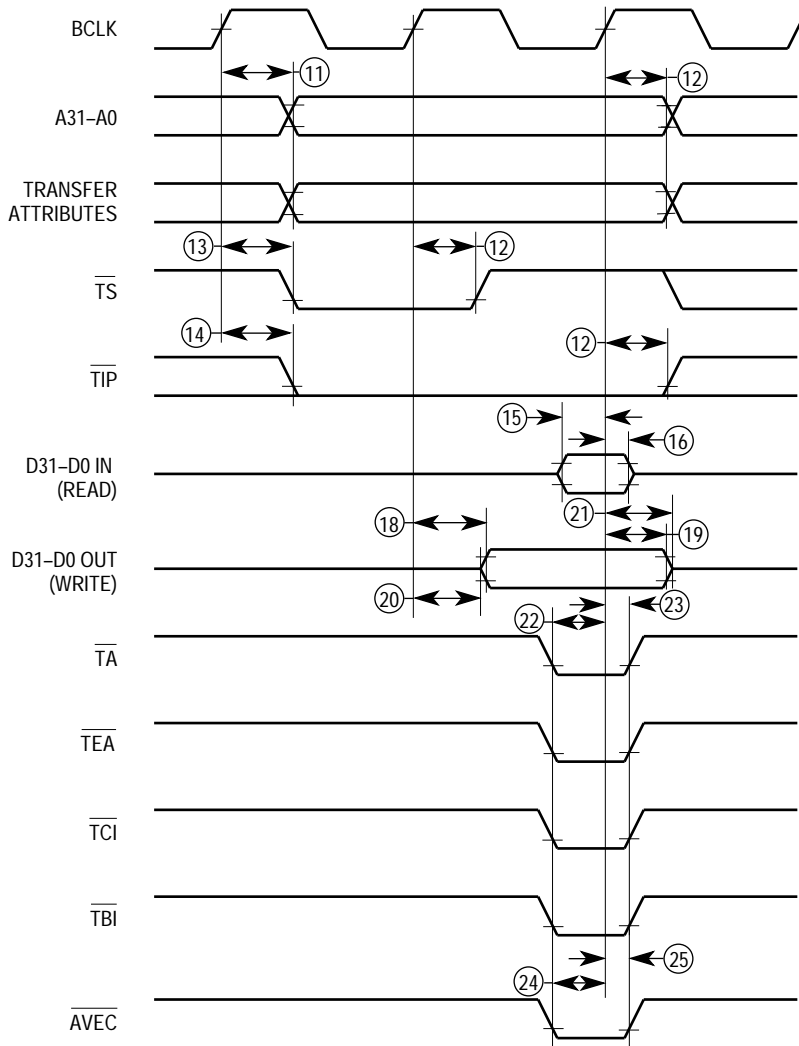 BCLK
11
12
A31–A0
TRANSFER
ATTRIBUTES
13
12
TS
14
12
TIP
15
16
D31–D0 IN
(READ)
21
18
19
D31–D0 OUT
(WRITE)
20
23
22
TA
TEA
TCI
TBI
25
24
AVEC